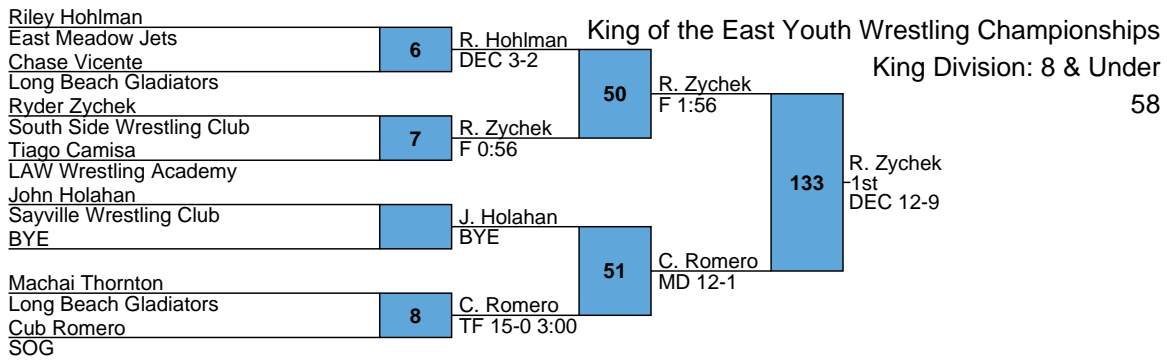 King of the East Youth Wrestling Championships
King Division: 8 & Under
58
Riley Hohlman
East Meadow Jets
Chase Vicente
Long Beach Gladiators
Ryder Zychek
South Side Wrestling Club
Tiago Camisa
LAW Wrestling Academy
John Holahan
Sayville Wrestling Club
BYE
Machai Thornton
Long Beach Gladiators
Cub Romero
SOG
6
7
8
R. Hohlman
DEC 3-2
R. Zychek
F 0:56
J. Holahan
BYE
C. Romero
TF 15-0 3:00
50
51
R. Zychek
F 1:56
C. Romero
MD 12-1
133
R. Zychek
1st
DEC 12-9